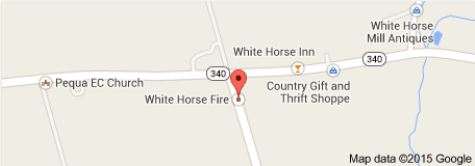 White Horse
Mill Antiques
White Horse Inn
340
340
Pequa EC Church
Country Gift and
Thrift Shoppe
White Horse Fire
Map data ©2015 Google